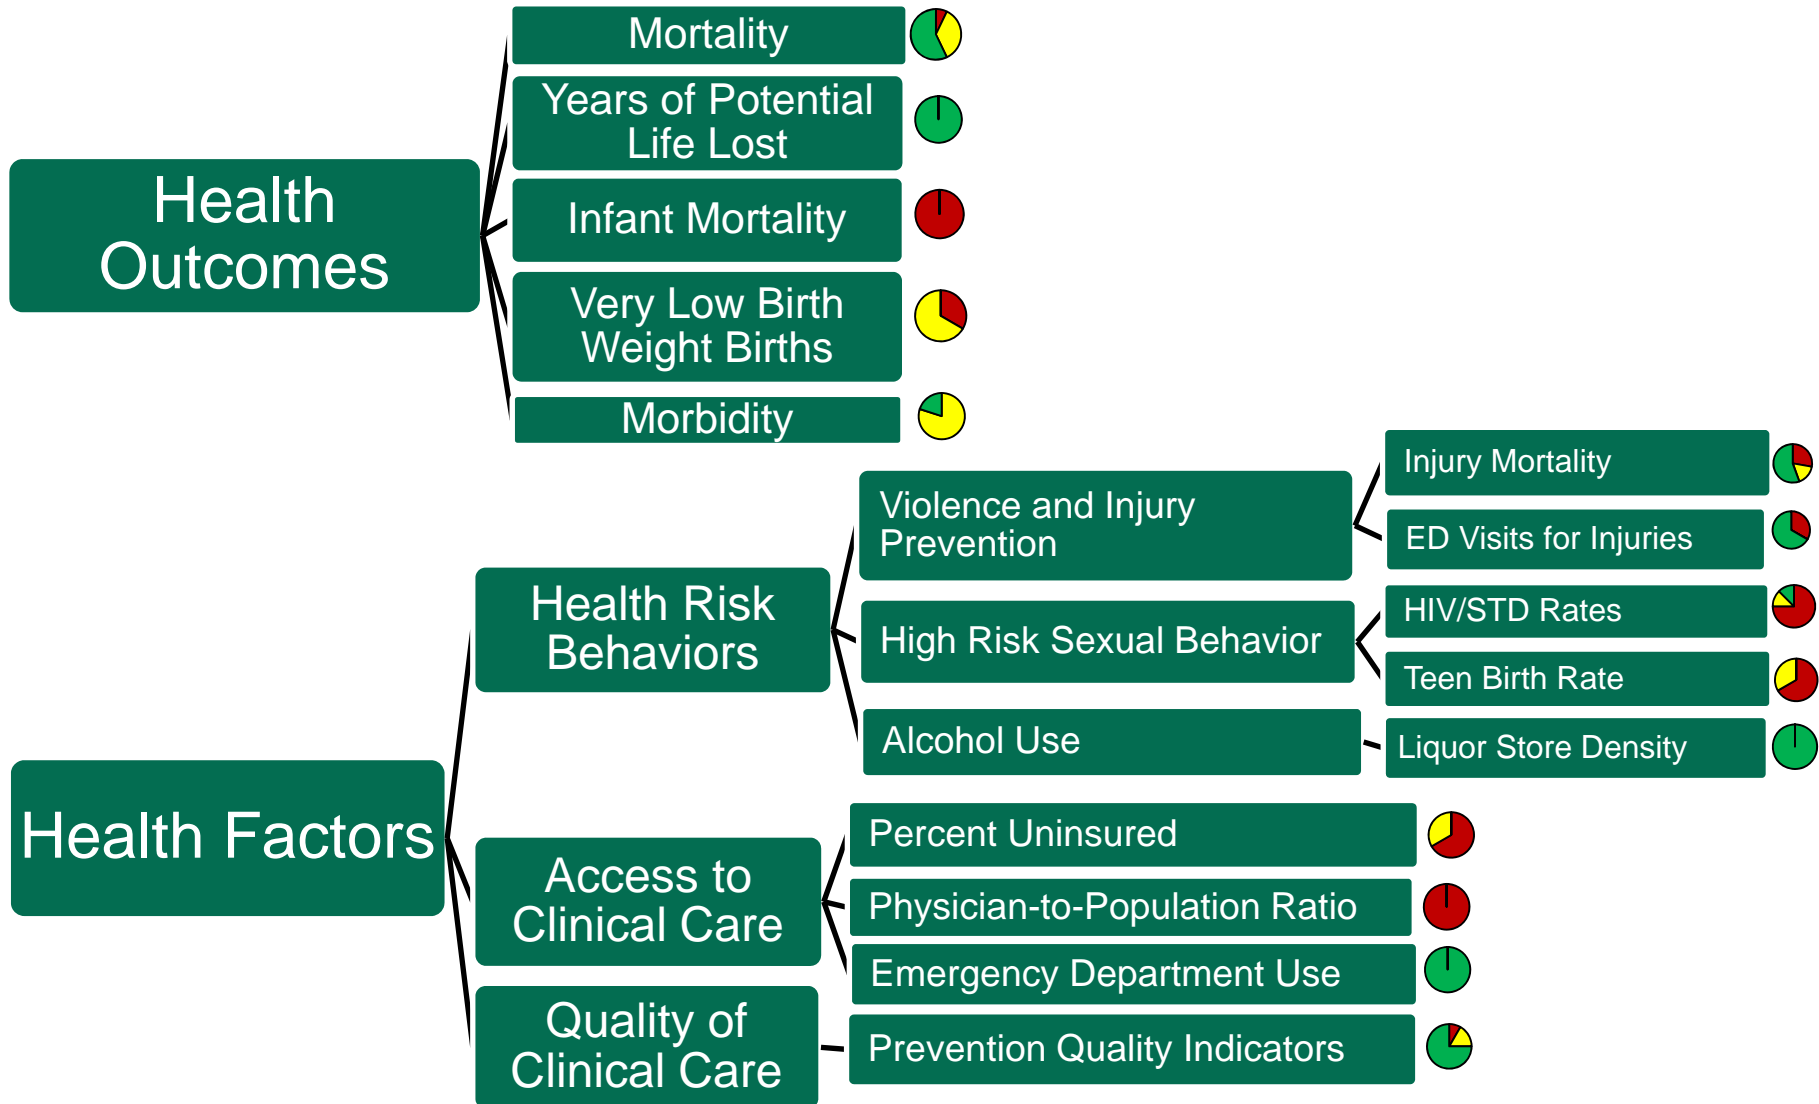 Health
Outcomes
Mortality
Years of Potential
Life Lost
Infant Mortality
Very Low Birth
Weight Births
Morbidity
Health Factors
Health Risk
Behaviors
Violence and Injury
Prevention
Injury Mortality
ED Visits for Injuries
High Risk Sexual Behavior
HIV/STD Rates
Teen Birth Rate
Alcohol Use
Liquor Store Density
Access to
Clinical Care
Percent Uninsured
Physician-to-Population Ratio
Emergency Department Use
Quality of
Clinical Care
Prevention Quality Indicators